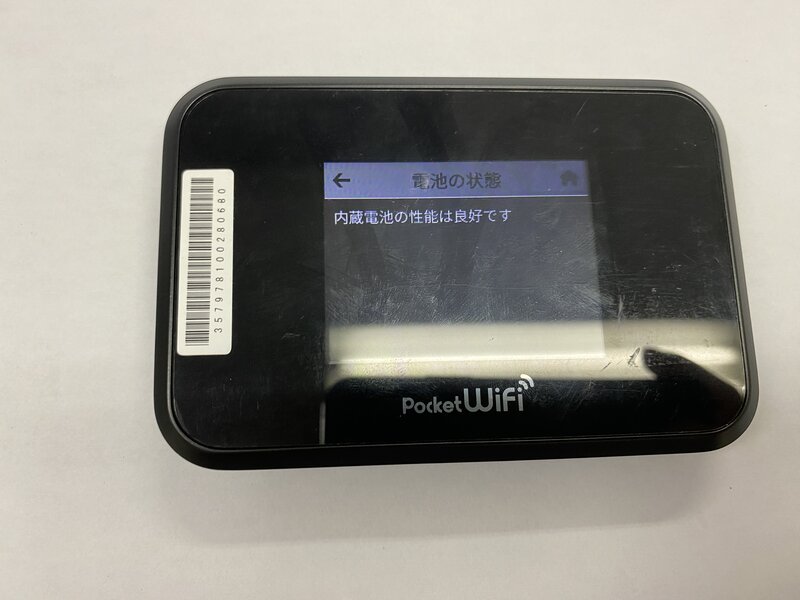 電池の状態
内蔵電池の性能は良好です
357978100280680
Pocket WiFi